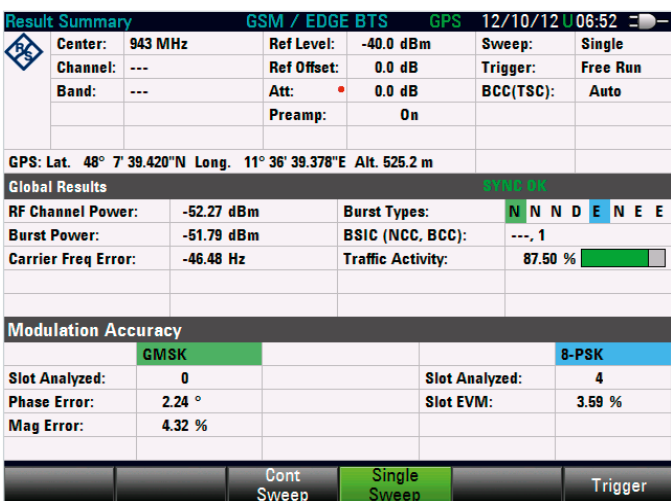 Result Summary GSM / EDGE BTS GPS 12/10/12 U 06:52
R&S Center: 943 MHz Ref Level: -40.0 dBm Sweep: Single
Channel: --- Ref Offset: 0.0 dB Trigger: Free Run
Band: --- Att: 0.0 dB BCC(TSC): Auto
Preamp: On
GPS: Lat. 48° 7' 39.420"N Long. 11° 36' 39.378"E Alt. 525.2 m
Global Results SYNC OK
RF Channel Power: -52.27 dBm Burst Types: N N N D E N E E
Burst Power: -51.79 dBm BSIC (NCC, BCC): ---, 1
Carrier Freq Error: -46.48 Hz Traffic Activity: 87.50 %
Modulation Accuracy
GMSK 8-PSK
Slot Analyzed: 0 Slot Analyzed: 4
Phase Error: 2.24 ° Slot EVM: 3.59 %
Mag Error: 4.32 %
Cont Sweep Single Sweep Trigger